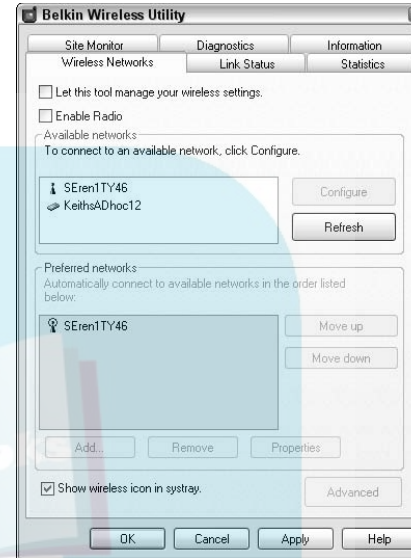 Belkin Wireless Utility
Site Monitor
Diagnostics
Information
Wireless Networks
Link Status
Statistics
Let this tool manage your wireless settings.
Enable Radio
Available networks
To connect to an available network, click Configure.
SEren1TY46
KeithsADhoc12
Configure
Refresh
Preferred networks
Automatically connect to available networks in the order listed
below:
SEren1TY46
Move up
Move down
Add...
Remove
Properties
Show wireless icon in systray.
Advanced
OK
Cancel
Apply
Help